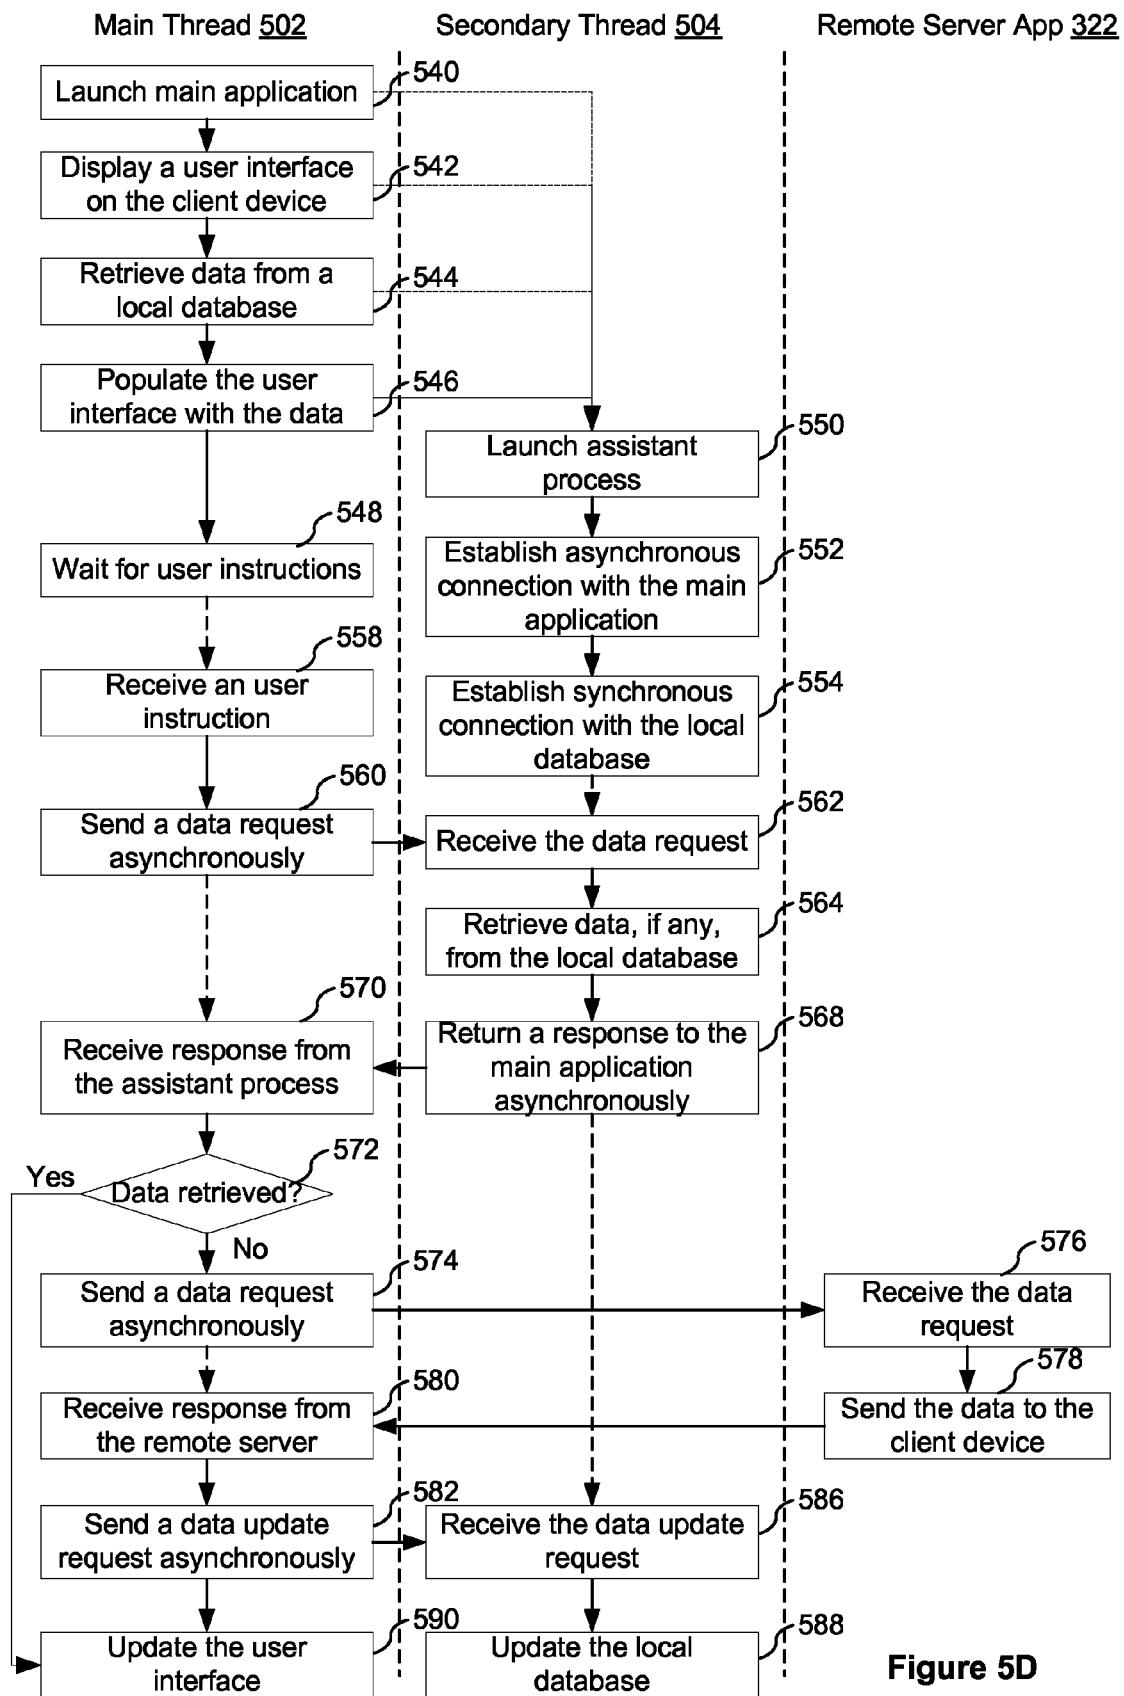 Main Thread 502
Secondary Thread 504
Remote Server App 322
Launch main application
540
Display a user interface
on the client device
542
Retrieve data from a
local database
544
Populate the user
interface with the data
546
Launch assistant
process
550
Wait for user instructions
548
Establish asynchronous
connection with the main
application
552
Receive an user
instruction
558
Establish synchronous
connection with the local
database
554
Send a data request
asynchronously
560
Receive the data request
562
Retrieve data, if any,
from the local database
564
Receive response from
the assistant process
570
Return a response to the
main application
asynchronously
568
Data retrieved?
572
Yes
No
Send a data request
asynchronously
574
Receive the data
request
576
Receive response from
the remote server
580
Send the data to the
client device
578
Send a data update
request asynchronously
582
Receive the data update
request
586
Update the user
interface
590
Update the local
database
588
Figure 5D